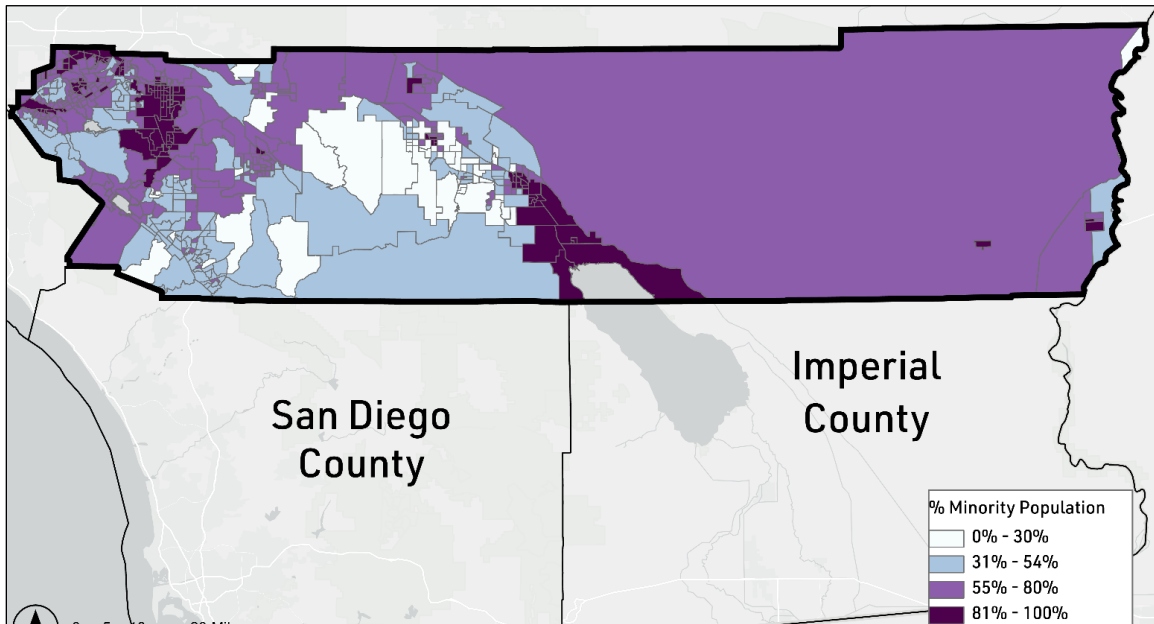 San Diego
County
Imperial
County
% Minority Population
0% - 30%
31% - 54%
55% - 80%
81% - 100%